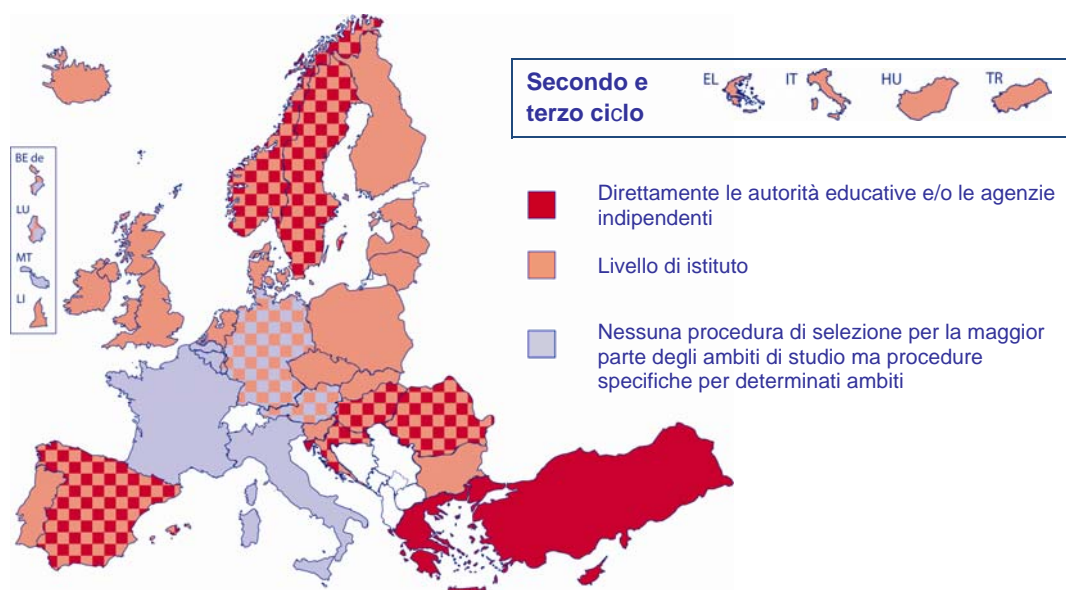 Secondo e
terzo ciclo
EL
IT
HU
TR
BE de
LU
MT
LI
Direttamente le autorità educative e/o le agenzie
indipendenti
Livello di istituto
Nessuna procedura di selezione per la maggior
parte degli ambiti di studio ma procedure
specifiche per determinati ambiti